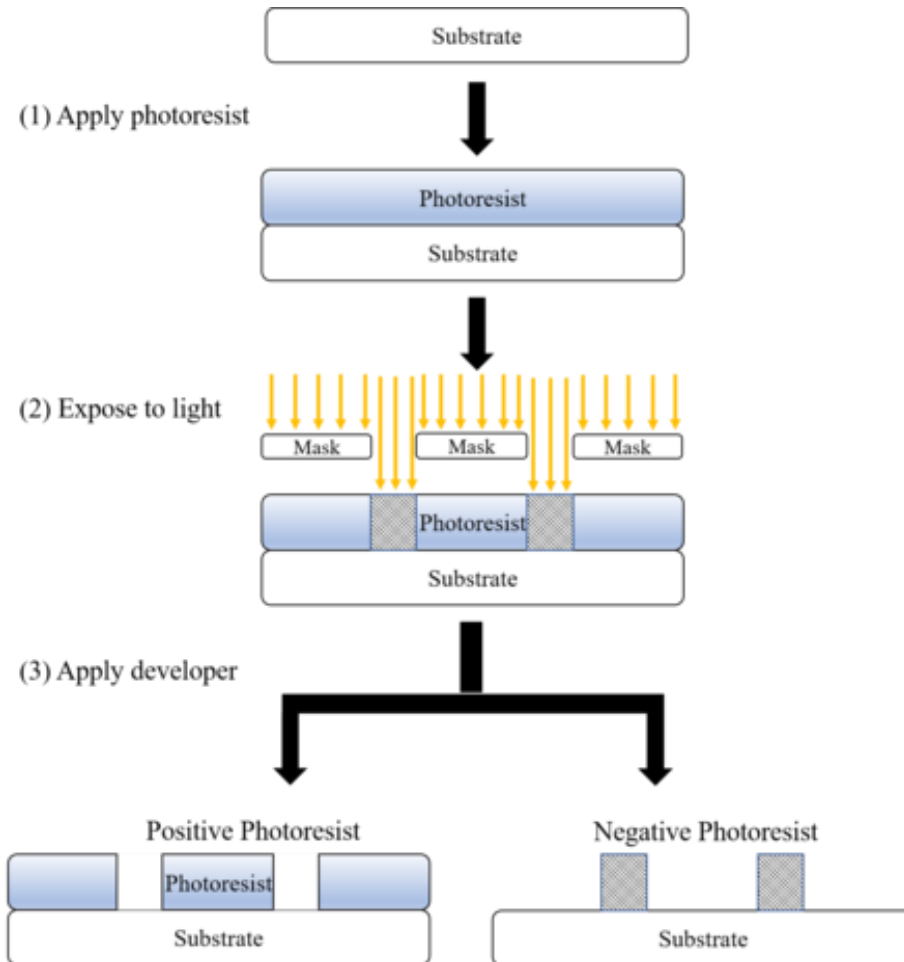 Substrate
(1) Apply photoresist
Photoresist
Substrate
(2) Expose to light
Mask Mask Mask
Photoresist
Substrate
(3) Apply developer
Positive Photoresist Negative Photoresist
Photoresist
Substrate Substrate